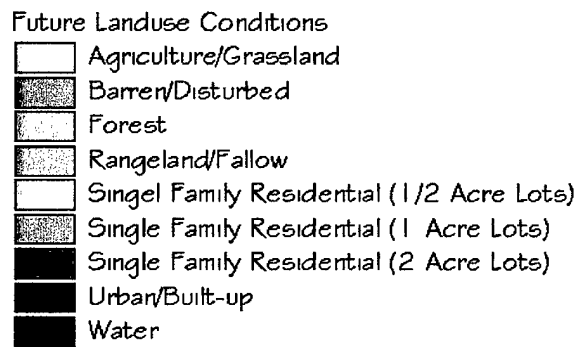 Future Landuse Conditions
Agriculture/Grassland
Barren/Disturbed
Forest
Rangeland/Fallow
Singel Family Residential (1/2 Acre Lots)
Single Family Residential (1 Acre Lots)
Single Family Residential (2 Acre Lots)
Urban/Built-up
Water